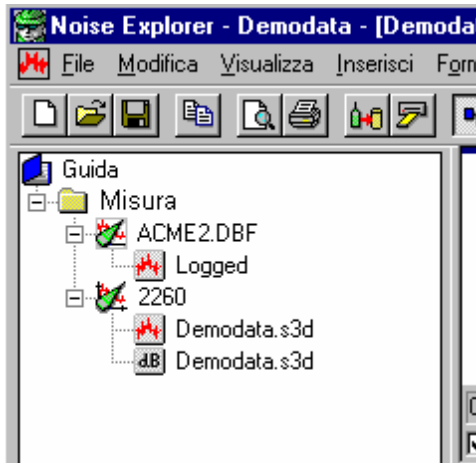 Noise Explorer - Demodata - [Demodat
File Modifica Visualizza Inserisci Form
Guida
Misura
ACME2.DBF
Logged
2260
Demodata.s3d
dB Demodata.s3d